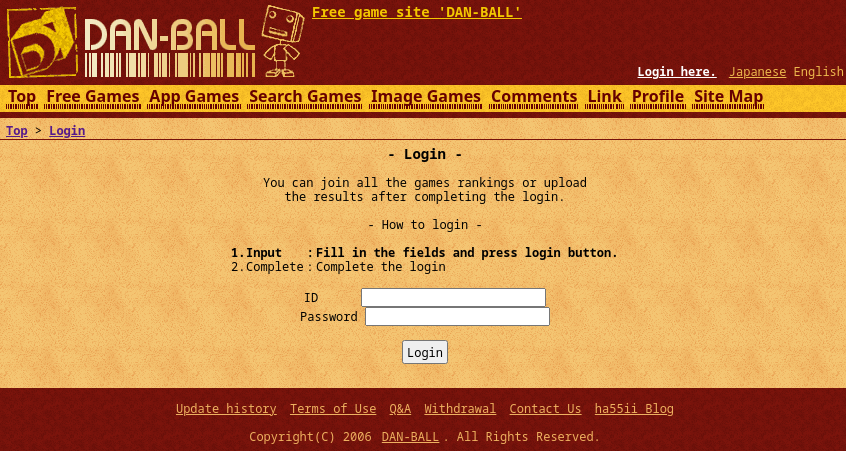 DAN-BALL
Free game site 'DAN-BALL'
Login here. Japanese English
Top Free Games App Games Search Games Image Games Comments Link Profile Site Map
Top > Login
- Login -
You can join all the games rankings or upload
the results after completing the login.
- How to login -
1.Input :Fill in the fields and press login button.
2.Complete:Complete the login
ID
Password
Login
Update history Terms of Use Q&A Withdrawal Contact Us ha55ii Blog
Copyright(C) 2006 DAN-BALL. All Rights Reserved.